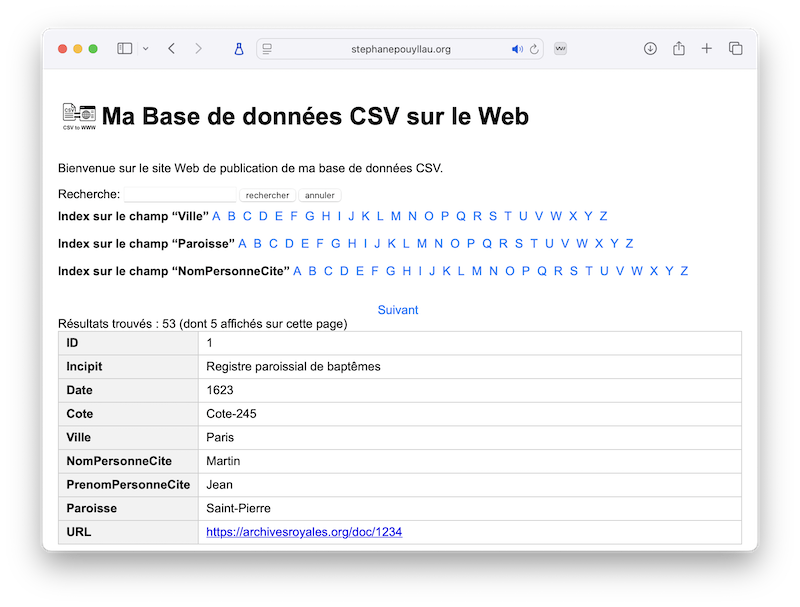 stephanepouyllau.org
CSV to WWW
Ma Base de données CSV sur le Web
Bienvenue sur le site Web de publication de ma base de données CSV.
Recherche: rechercher annuler
Index sur le champ “Ville” A B C D E F G H I J K L M N O P Q R S T U V W X Y Z
Index sur le champ “Paroisse” A B C D E F G H I J K L M N O P Q R S T U V W X Y Z
Index sur le champ “NomPersonneCite” A B C D E F G H I J K L M N O P Q R S T U V W X Y Z
Suivant
Résultats trouvés : 53 (dont 5 affichés sur cette page)
ID 1
Incipit Registre paroissial de baptêmes
Date 1623
Cote Cote-245
Ville Paris
NomPersonneCite Martin
PrenomPersonneCite Jean
Paroisse Saint-Pierre
URL https://archivesroyales.org/doc/1234